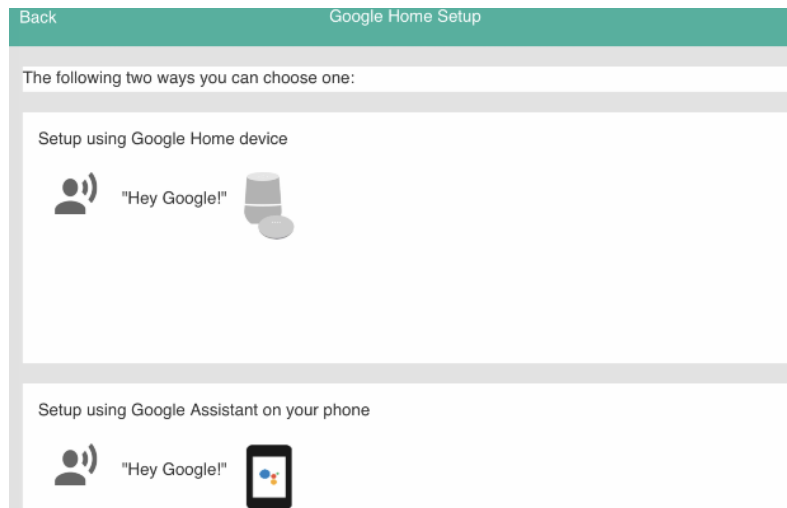 Back
Google Home Setup
The following two ways you can choose one:
Setup using Google Home device
"Hey Google!"
Setup using Google Assistant on your phone
"Hey Google!"